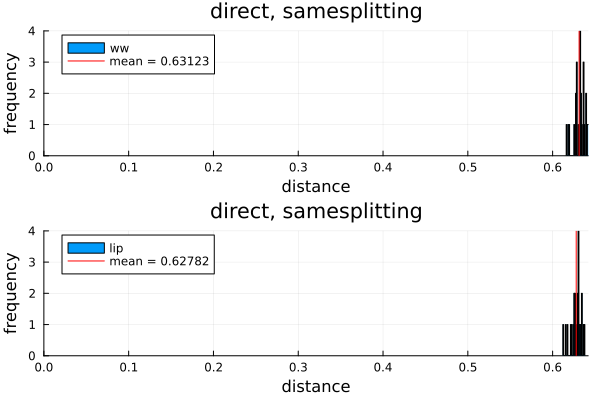 direct, samesplitting
4
3
2
1
0
frequency
ww
mean = 0.63123
0.0 0.1 0.2 0.3 0.4 0.5 0.6
distance
direct, samesplitting
4
3
2
1
0
frequency
lip
mean = 0.62782
0.0 0.1 0.2 0.3 0.4 0.5 0.6
distance